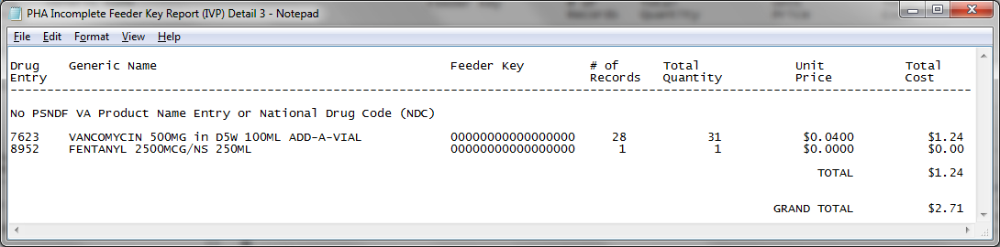 PHA Incomplete Feeder Key Report (IVP) Detail 3 - Notepad
File Edit Format View Help
Drug Generic Name Feeder Key # of Total Unit Total
Entry Records Quantity Price Cost
--------------------------------------------------------------------------------
No PSNDF VA Product Name Entry or National Drug Code (NDC)
7623 VANCOMYCIN 500MG in D5W 100ML ADD-A-VIAL 00000000000000000 28 31 $0.0400 $1.24
8952 FENTANYL 2500MCG/NS 250ML 00000000000000000 1 1 $0.0000 $0.00
TOTAL $1.24
GRAND TOTAL $2.71